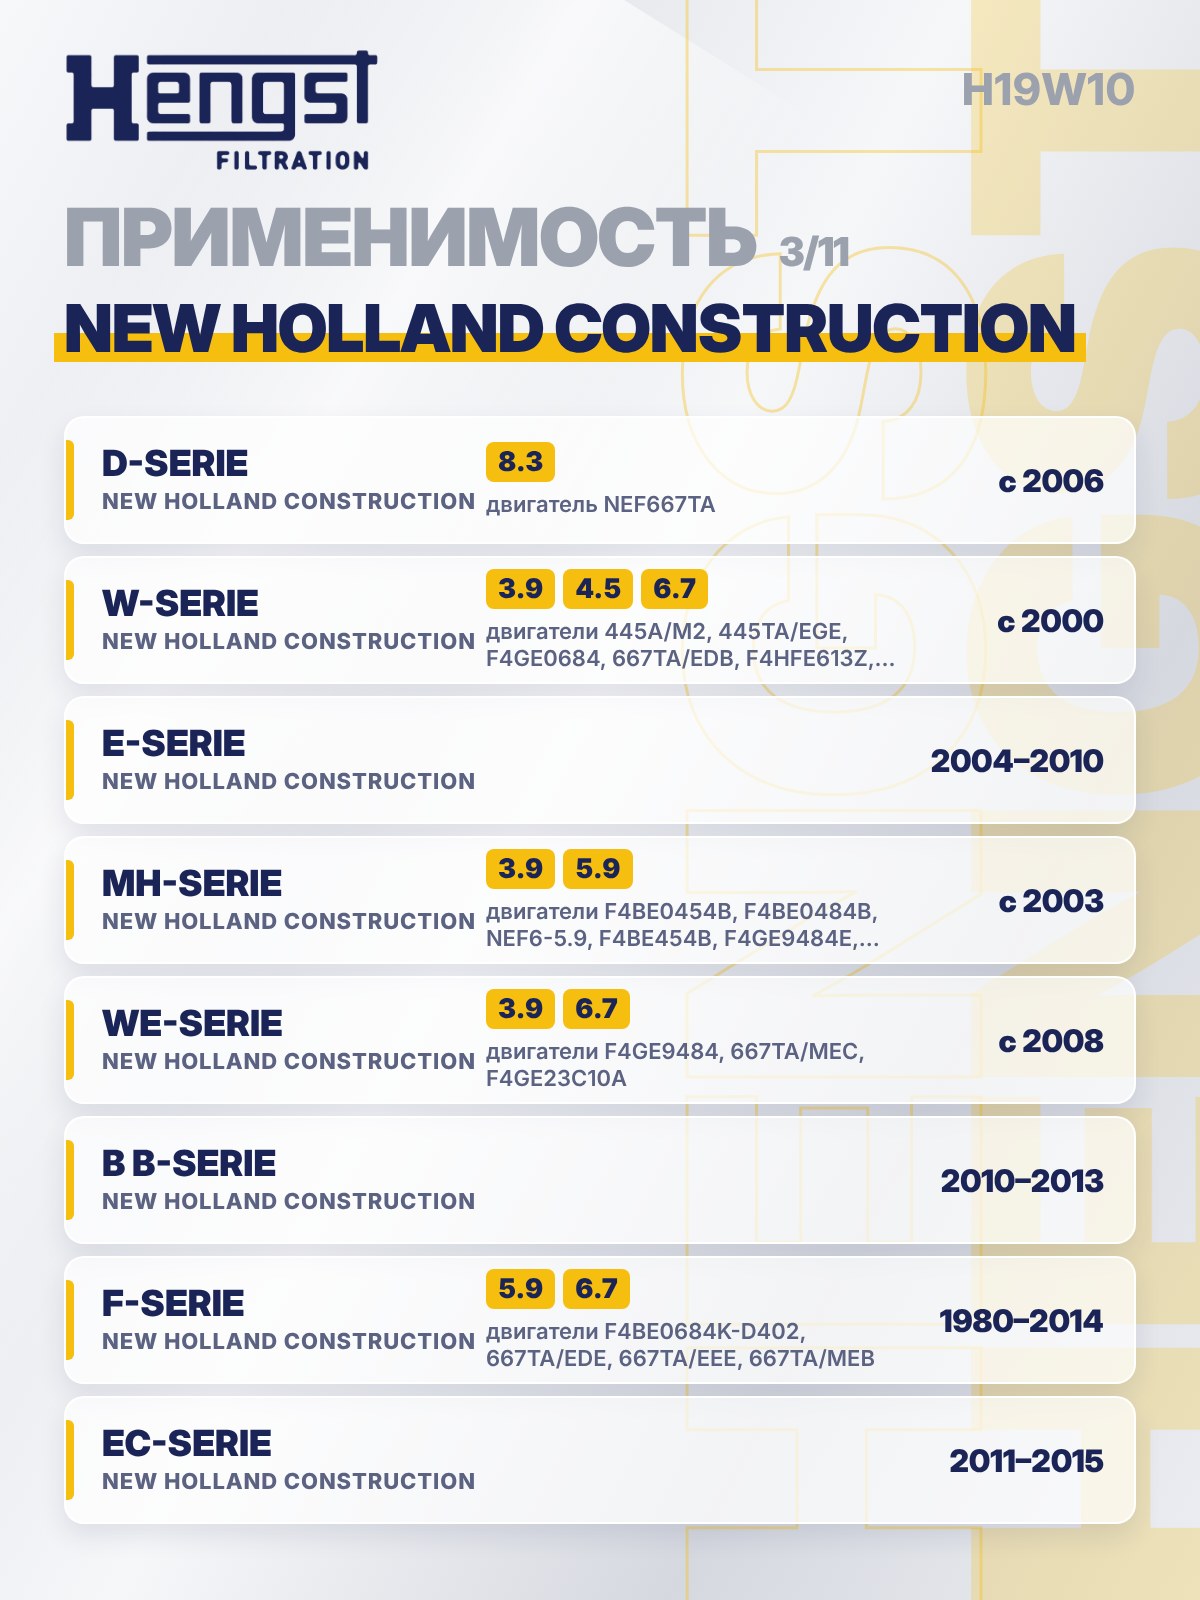 Hengst
FILTRATION
H19W10
ПРИМЕНИМОСТЬ 3/11
NEW HOLLAND CONSTRUCTION
D-SERIE
NEW HOLLAND CONSTRUCTION
8.3
двигатель NEF667TA
с 2006
W-SERIE
NEW HOLLAND CONSTRUCTION
3.9 4.5 6.7
двигатели 445A/M2, 445TA/EGE,
F4GE0684, 667TA/EDB, F4HFE613Z,...
с 2000
E-SERIE
NEW HOLLAND CONSTRUCTION
2004–2010
MH-SERIE
NEW HOLLAND CONSTRUCTION
3.9 5.9
двигатели F4BE0454B, F4BE0484B,
NEF6-5.9, F4BE454B, F4GE9484E,...
с 2003
WE-SERIE
NEW HOLLAND CONSTRUCTION
3.9 6.7
двигатели F4GE9484, 667TA/MEC,
F4GE23C10A
с 2008
B B-SERIE
NEW HOLLAND CONSTRUCTION
2010–2013
F-SERIE
NEW HOLLAND CONSTRUCTION
5.9 6.7
двигатели F4BE0684K-D402,
667TA/EDE, 667TA/EEE, 667TA/MEB
1980–2014
EC-SERIE
NEW HOLLAND CONSTRUCTION
2011–2015
HENGST
HENGST